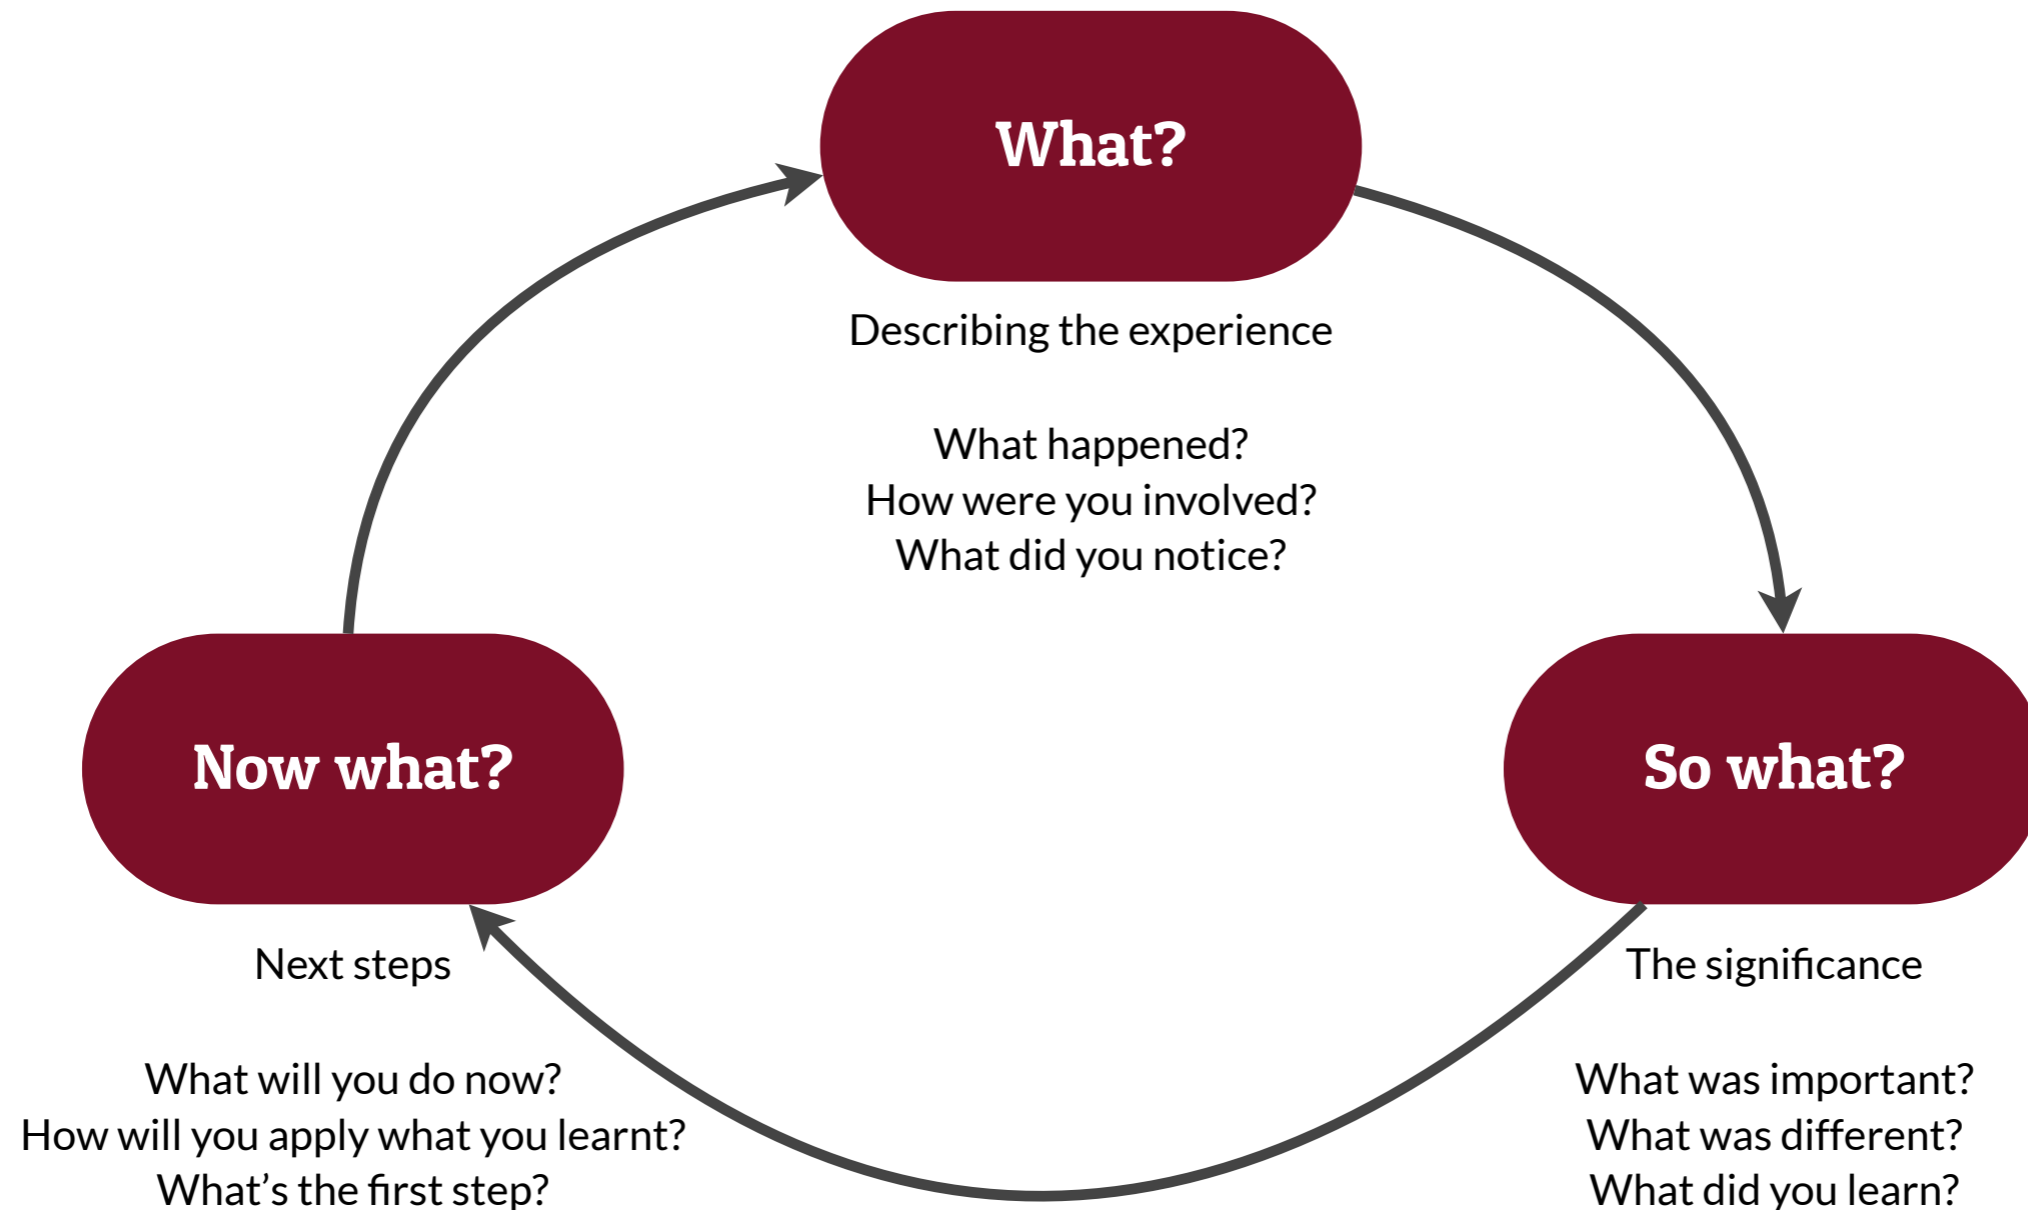 What?
Describing the experience
What happened?
How were you involved?
What did you notice?
So what?
The significance
What was important?
What was different?
What did you learn?
Now what?
Next steps
What will you do now?
How will you apply what you learnt?
What’s the first step?